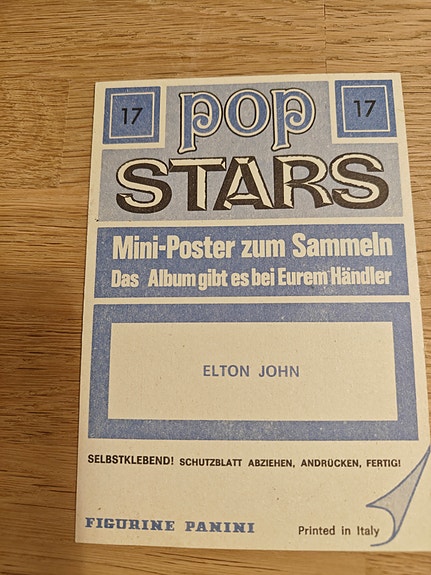 17 pop 17
STARS
Mini-Poster zum Sammeln
Das Album gibt es bei Eurem Händler
ELTON JOHN
SELBSTKLEBEND! SCHUTZBLATT ABZIEHEN, ANDRÜCKEN, FERTIG!
FIGURINE PANINI Printed in Italy